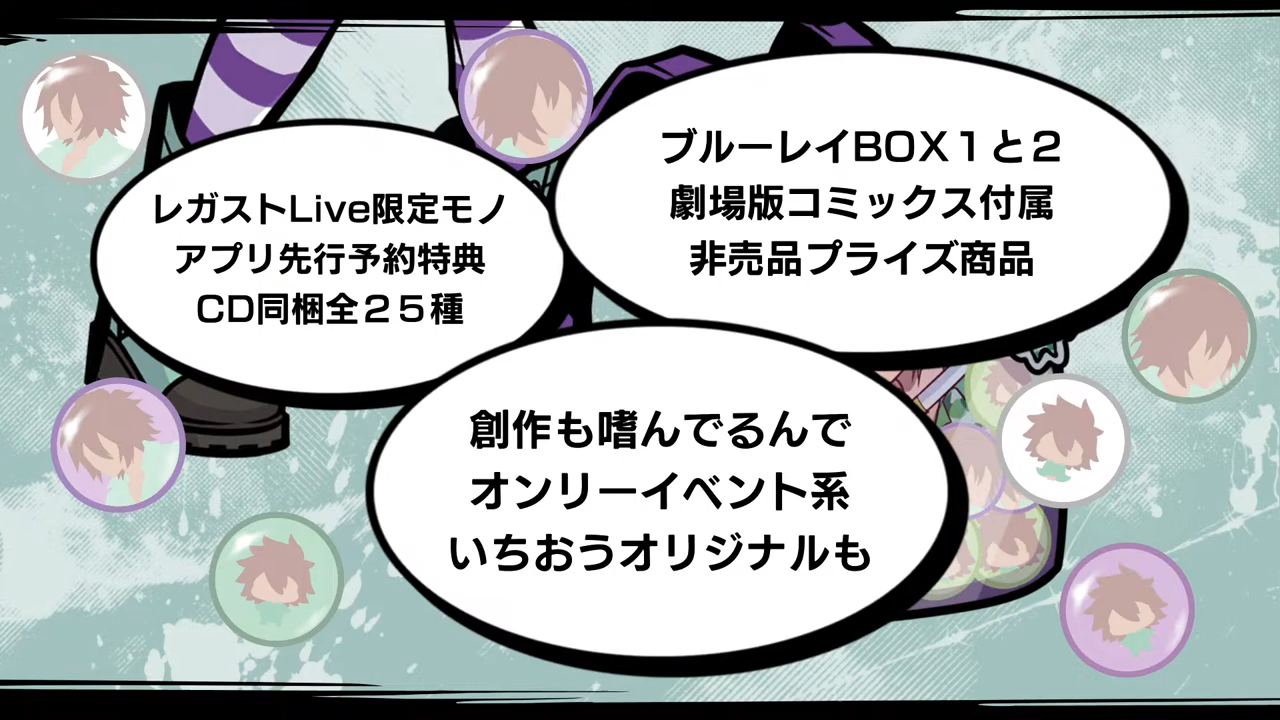 レガストLive限定モノ
アプリ先行予約特典
CD同梱全２５種
ブルーレイBOX１と２
劇場版コミックス付属
非売品プライズ商品
創作も嗜んでるんで
オンリーイベント系
いちおうオリジナルも